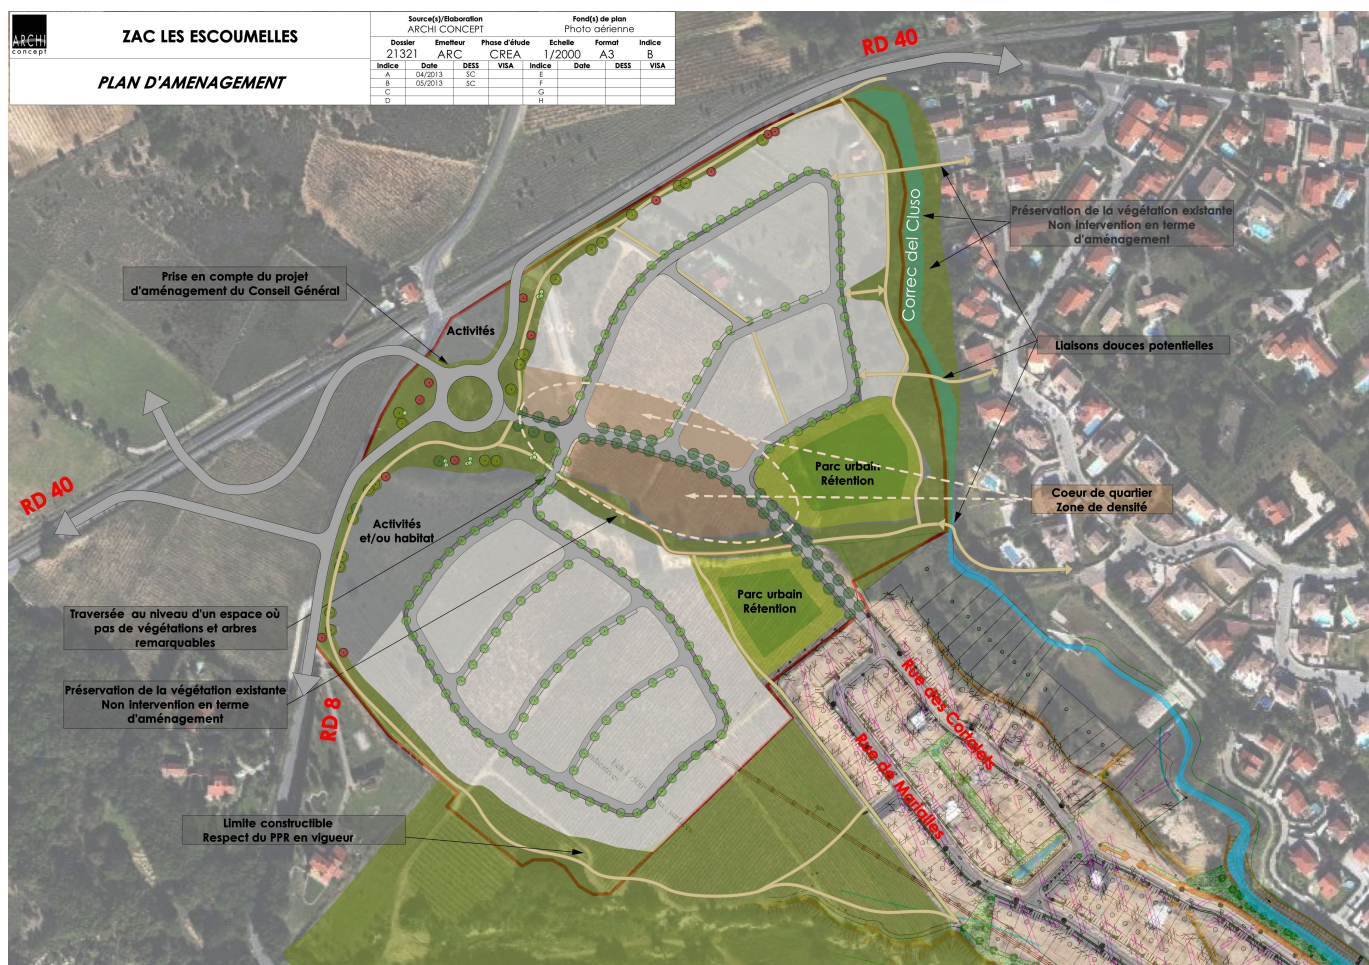 ARCHI
concept
ZAC LES ESCOUMELLES
PLAN D'AMENAGEMENT
Source(s)/Elaboration
ARCHI CONCEPT
Fond(s) de plan
Photo aérienne
Dossier Emetteur Phase d'étude Echelle Format Indice
21321 ARC CREA 1/2000 A3 B
Indice Date DESS VISA Indice Date DESS VISA
A 04/2013 SC E
B 05/2013 SC F
C G
D H
RD 40
Correc del Cluso
Préservation de la végétation existante
Non intervention en terme
d'aménagement
Prise en compte du projet
d'aménagement du Conseil Général
Activités
Liaisons douces potentielles
Parc urbain
Rétention
Coeur de quartier
Zone de densité
RD 40
Activités
et/ou habitat
Parc urbain
Rétention
Traversée au niveau d'un espace où
pas de végétations et arbres
remarquables
Préservation de la végétation existante
Non intervention en terme
d'aménagement
RD 8
Rue des Cortalets
Rue de Marialles
Limite constructible
Respect du PPR en vigueur